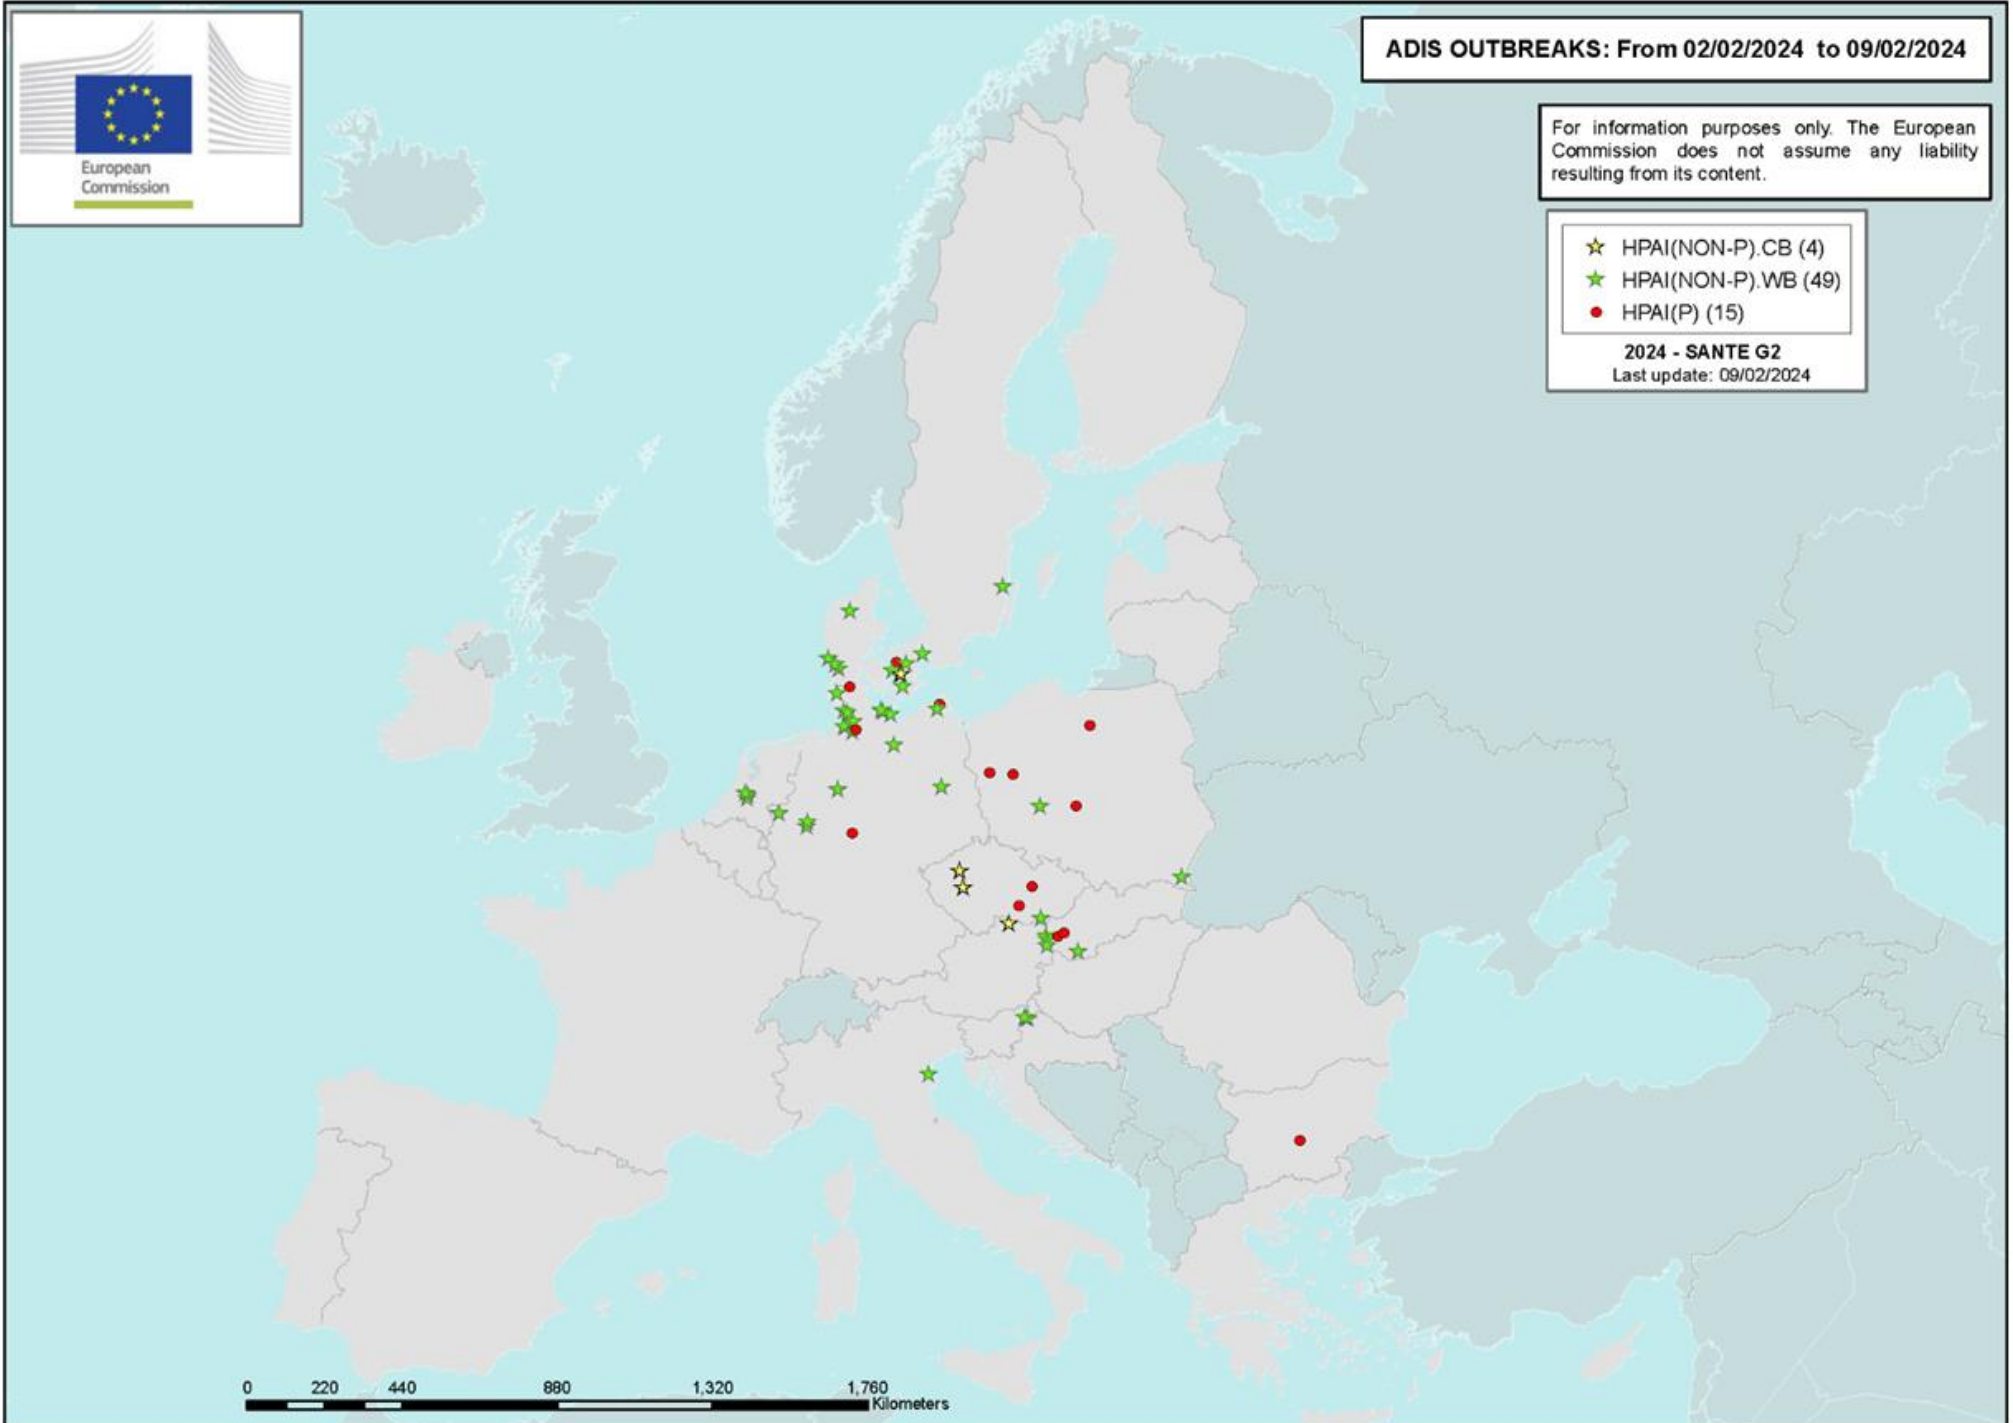 European
Commission
ADIS OUTBREAKS: From 02/02/2024 to 09/02/2024
For information purposes only. The European
Commission does not assume any liability
resulting from its content.
HPAI(NON-P).CB (4)
HPAI(NON-P).WB (49)
HPAI(P) (15)
2024 - SANTE G2
Last update: 09/02/2024
0 220 440 880 1,320 1,760
Kilometers